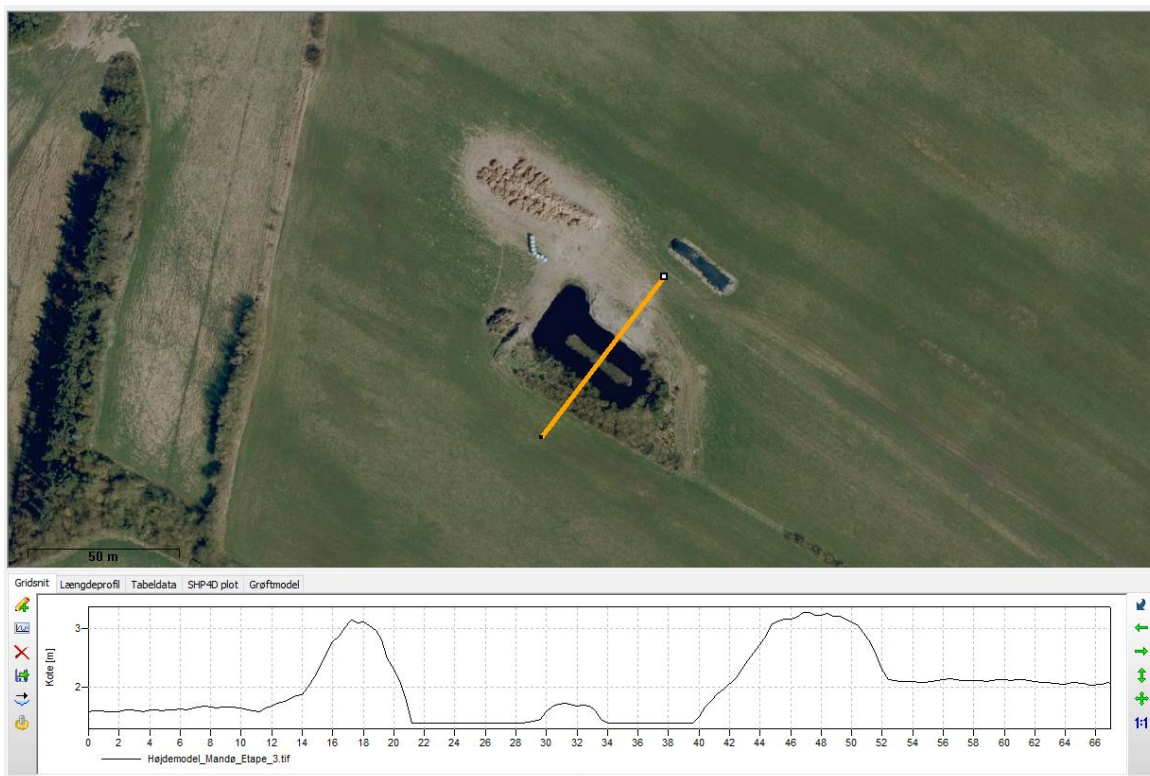 50 m
Gridsnit Længdeprofil Tabeldata SHP4D plot Grøftmodel
Kote [m]
3
2
0 2 4 6 8 10 12 14 16 18 20 22 24 26 28 30 32 34 36 38 40 42 44 46 48 50 52 54 56 58 60 62 64 66
1:1
Højdemodel_Mandø_Etape_3.tif